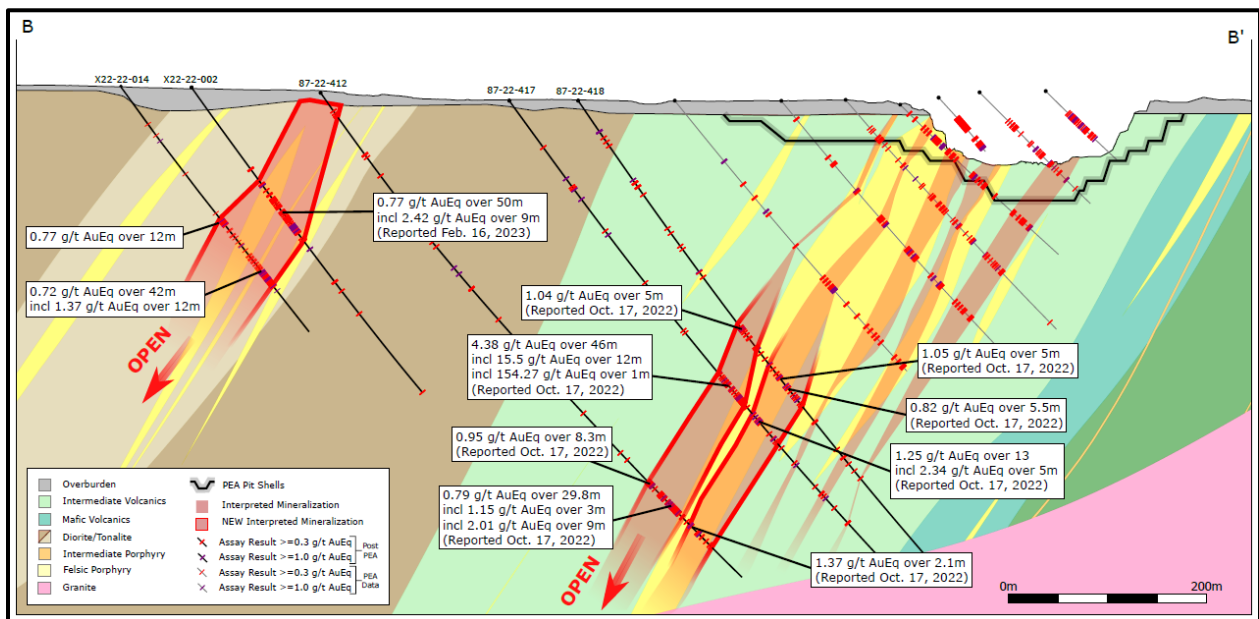 B
B'
X22-22-014
X22-22-002
87-22-412
87-22-417
87-22-418
0.77 g/t AuEq over 50m
incl 2.42 g/t AuEq over 9m
(Reported Feb. 16, 2023)
0.77 g/t AuEq over 12m
0.72 g/t AuEq over 42m
incl 1.37 g/t AuEq over 12m
OPEN
1.04 g/t AuEq over 5m
(Reported Oct. 17, 2022)
4.38 g/t AuEq over 46m
incl 15.5 g/t AuEq over 12m
incl 154.27 g/t AuEq over 1m
(Reported Oct. 17, 2022)
1.05 g/t AuEq over 5m
(Reported Oct. 17, 2022)
0.82 g/t AuEq over 5.5m
(Reported Oct. 17, 2022)
0.95 g/t AuEq over 8.3m
(Reported Oct. 17, 2022)
1.25 g/t AuEq over 13
incl 2.34 g/t AuEq over 5m
(Reported Oct. 17, 2022)
0.79 g/t AuEq over 29.8m
incl 1.15 g/t AuEq over 3m
incl 2.01 g/t AuEq over 9m
(Reported Oct. 17, 2022)
1.37 g/t AuEq over 2.1m
(Reported Oct. 17, 2022)
OPEN
Overburden
Intermediate Volcanics
Mafic Volcanics
Diorite/Tonalite
Intermediate Porphyry
Felsic Porphyry
Granite
PEA Pit Shells
Interpreted Mineralization
NEW Interpreted Mineralization
Assay Result >=0.3 g/t AuEq
Assay Result >=1.0 g/t AuEq
Post
PEA
Assay Result >=0.3 g/t AuEq
Assay Result >=1.0 g/t AuEq
PEA
Data
0m
200m